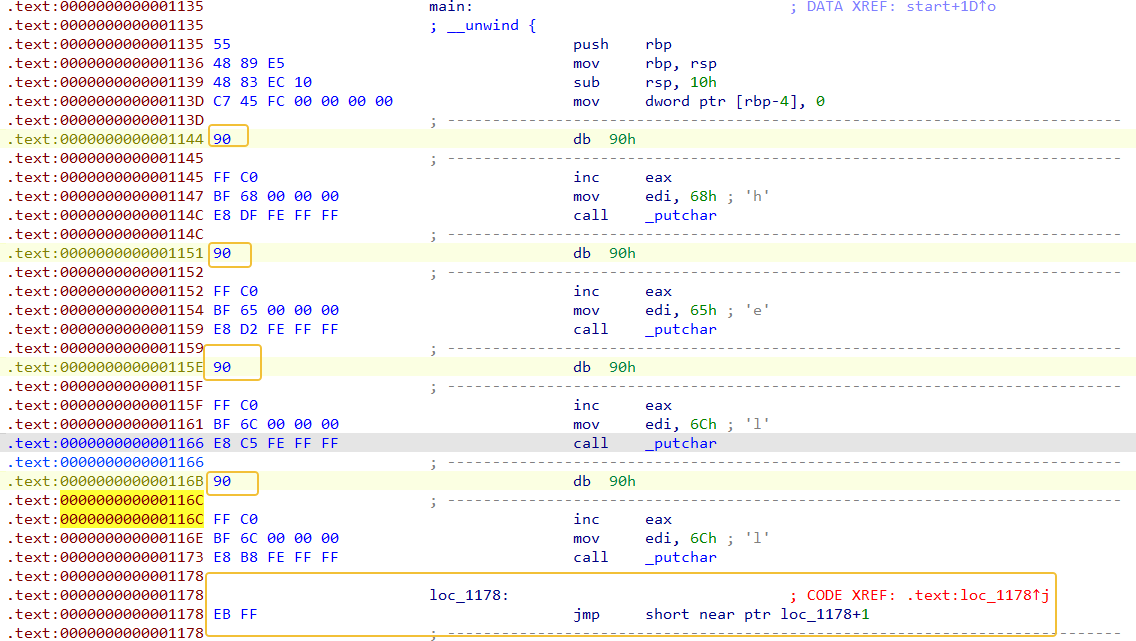 .text:0000000000001135 main: ; DATA XREF: start+1D↑o
.text:0000000000001135 ; __unwind {
.text:0000000000001135 55 push rbp
.text:0000000000001136 48 89 E5 mov rbp, rsp
.text:0000000000001139 48 83 EC 10 sub rsp, 10h
.text:000000000000113D C7 45 FC 00 00 00 00 mov dword ptr [rbp-4], 0
.text:000000000000113D ; ---------------------------------------------------------------------------
.text:0000000000001144 90 db 90h
.text:0000000000001145 ; ---------------------------------------------------------------------------
.text:0000000000001145 FF C0 inc eax
.text:0000000000001147 BF 68 00 00 00 mov edi, 68h ; 'h'
.text:000000000000114C E8 DF FE FF FF call _putchar
.text:000000000000114C ; ---------------------------------------------------------------------------
.text:0000000000001151 90 db 90h
.text:0000000000001152 ; ---------------------------------------------------------------------------
.text:0000000000001152 FF C0 inc eax
.text:0000000000001154 BF 65 00 00 00 mov edi, 65h ; 'e'
.text:0000000000001159 E8 D2 FE FF FF call _putchar
.text:0000000000001159 ; ---------------------------------------------------------------------------
.text:000000000000115E 90 db 90h
.text:000000000000115F ; ---------------------------------------------------------------------------
.text:000000000000115F FF C0 inc eax
.text:0000000000001161 BF 6C 00 00 00 mov edi, 6Ch ; 'l'
.text:0000000000001166 E8 C5 FE FF FF call _putchar
.text:0000000000001166 ; ---------------------------------------------------------------------------
.text:000000000000116B 90 db 90h
.text:000000000000116C ; ---------------------------------------------------------------------------
.text:000000000000116C FF C0 inc eax
.text:000000000000116E BF 6C 00 00 00 mov edi, 6Ch ; 'l'
.text:0000000000001173 E8 B8 FE FF FF call _putchar
.text:0000000000001178
.text:0000000000001178 loc_1178: ; CODE XREF: .text:loc_1178↑j
.text:0000000000001178 EB FF jmp short near ptr loc_1178+1
.text:0000000000001178 ; ---------------------------------------------------------------------------